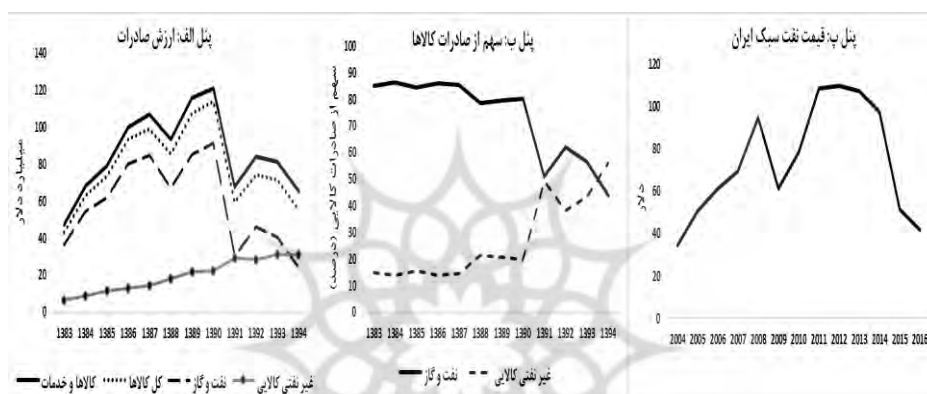 پنل الف: ارزش صادرات
میلیارد دلار
140
120
100
80
60
40
20
0
1383 1384 1385 1386 1387 1388 1389 1390 1391 1392 1393 1394
کالاها و خدمات کل کالاها نفت و گاز غیر نفتی کالایی
پنل ب: سهم از صادرات کالاها
سهم از صادرات کالایی (درصد)
100
90
80
70
60
50
40
30
20
10
0
1383 1384 1385 1386 1387 1388 1389 1390 1391 1392 1393 1394
نفت و گاز غیر نفتی کالایی
پنل پ: قیمت نفت سبک ایران
دلار
120
100
80
60
40
20
0
2004 2005 2006 2007 2008 2009 2010 2011 2012 2013 2014 2015 2016